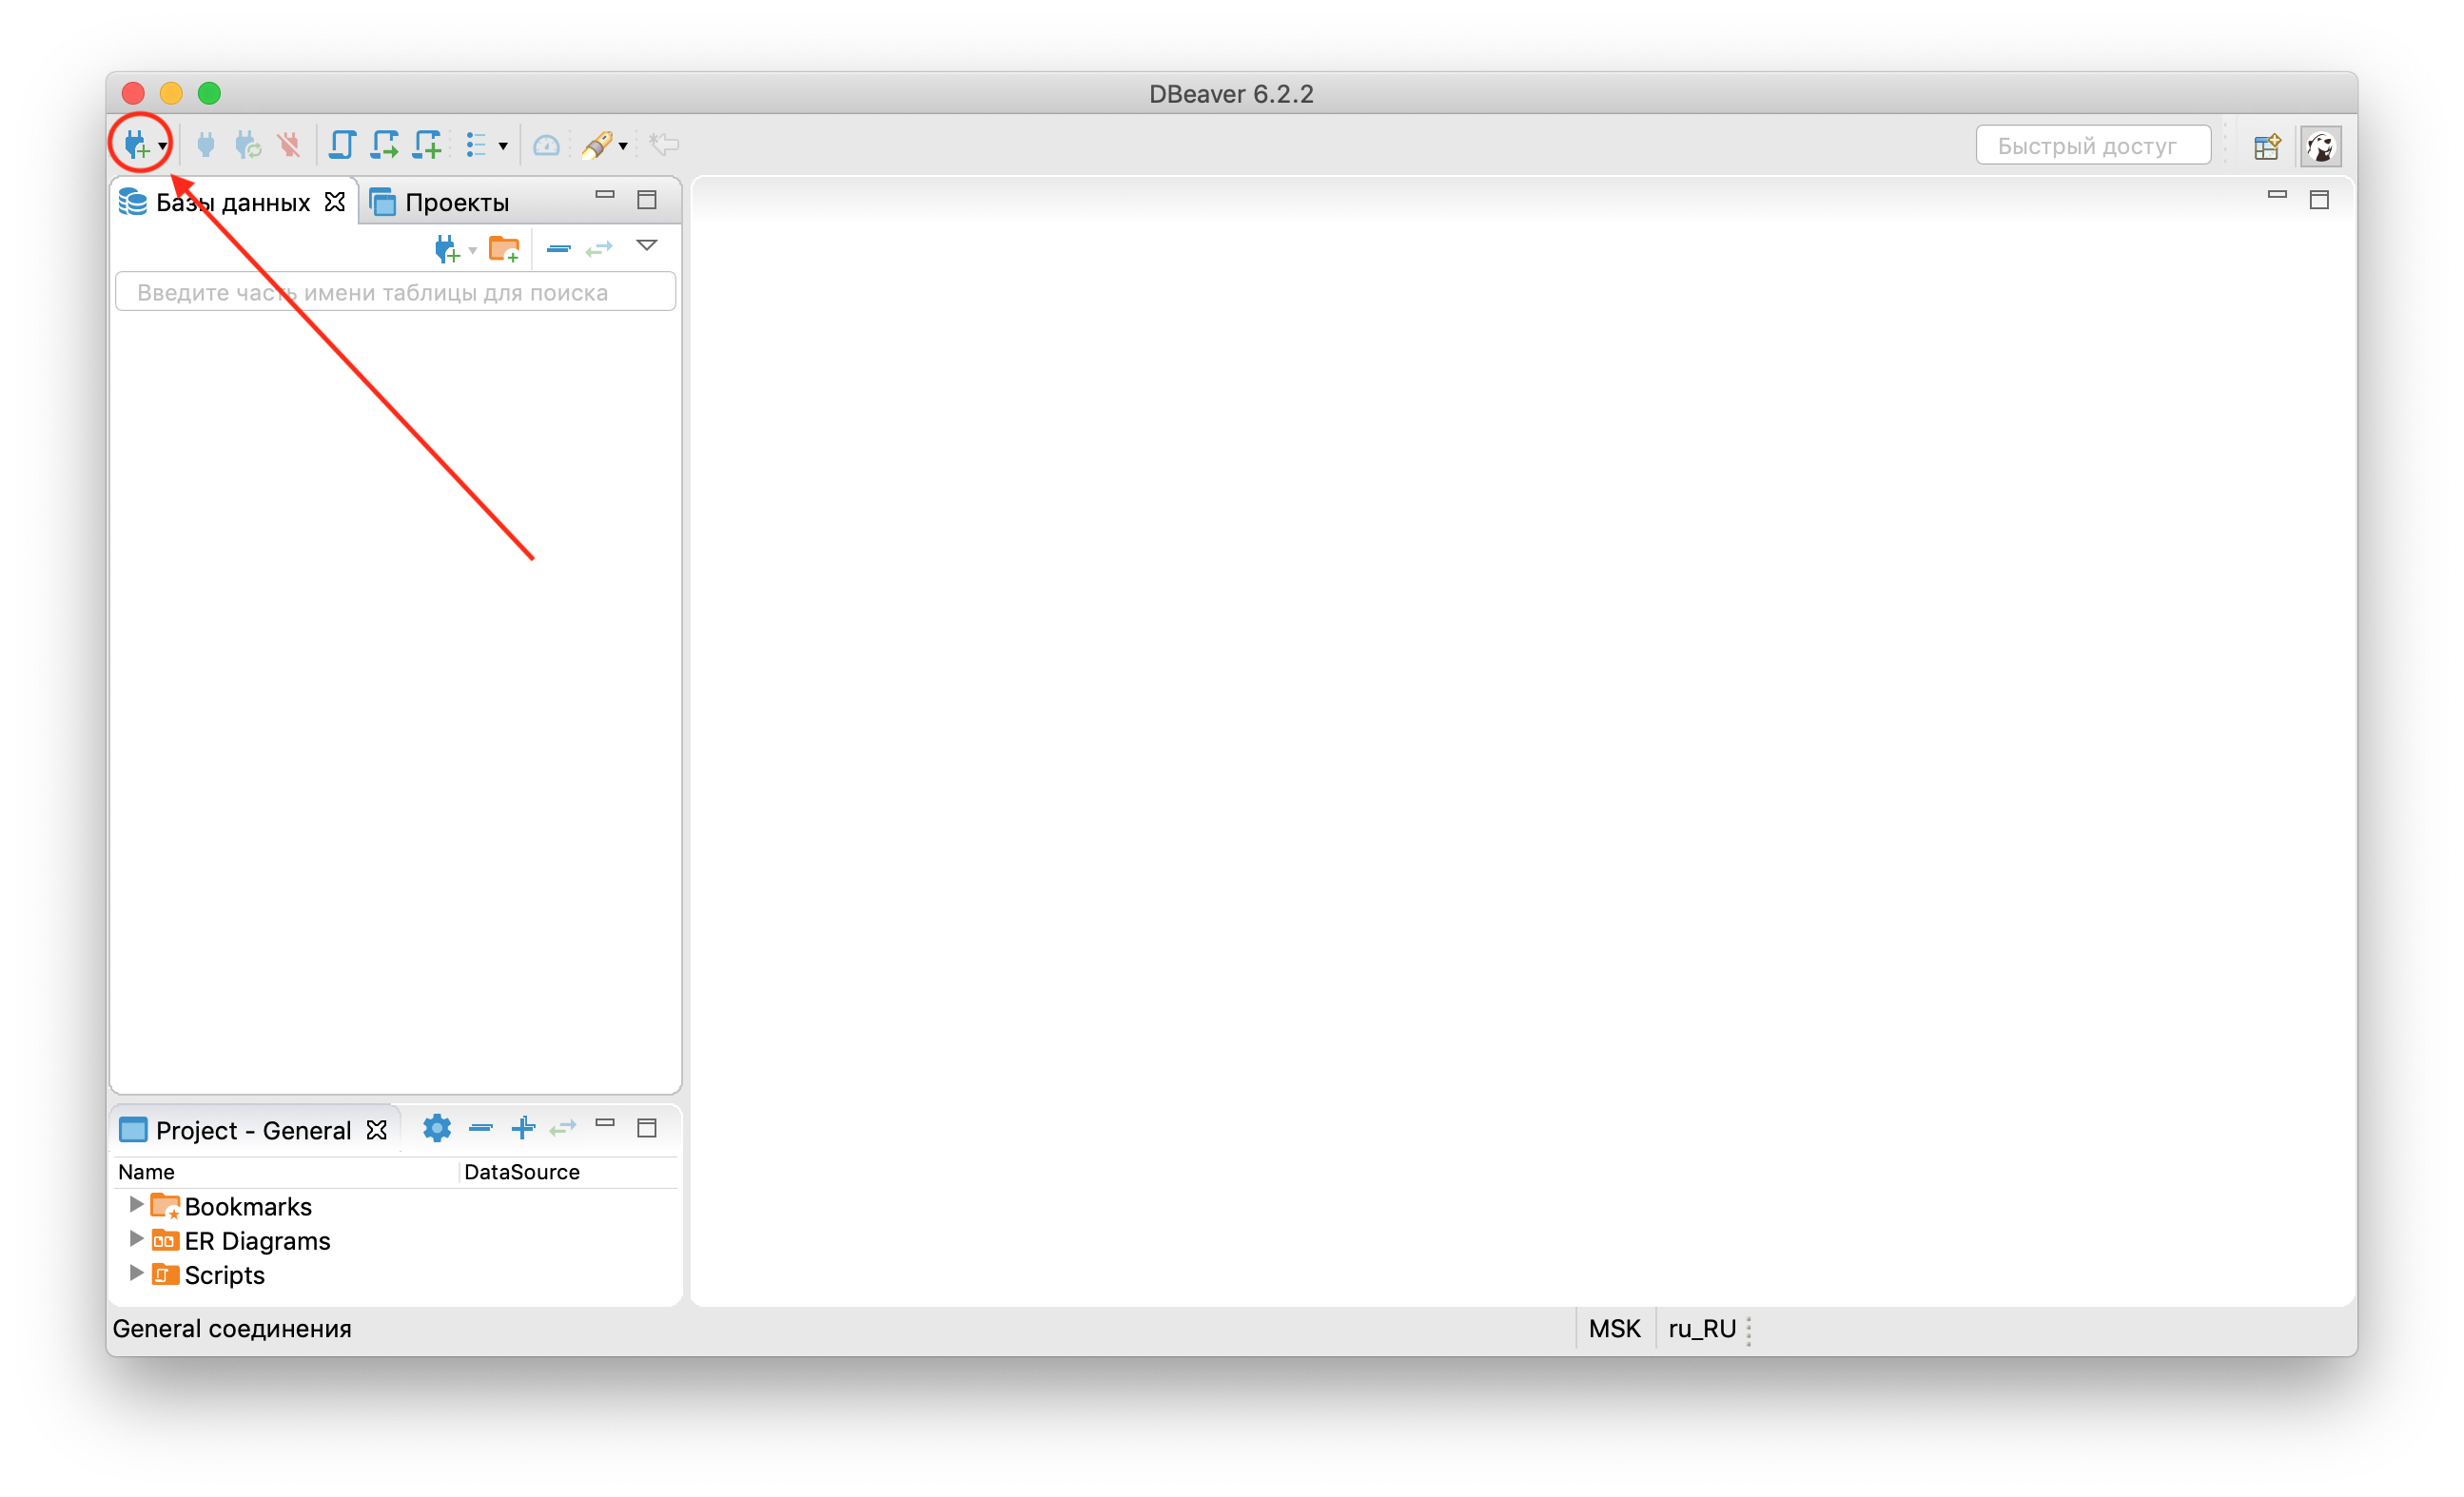 DBeaver 6.2.2
Быстрый доступ
Базы данных
Проекты
Введите часть имени таблицы для поиска
Project - General
Name DataSource
Bookmarks
ER Diagrams
Scripts
General соединения
MSK ru_RU